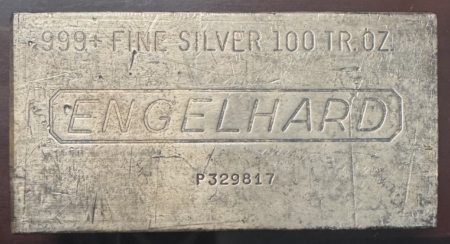 999+ FINE SILVER 100 TR.OZ.
ENGELHARD
P329817